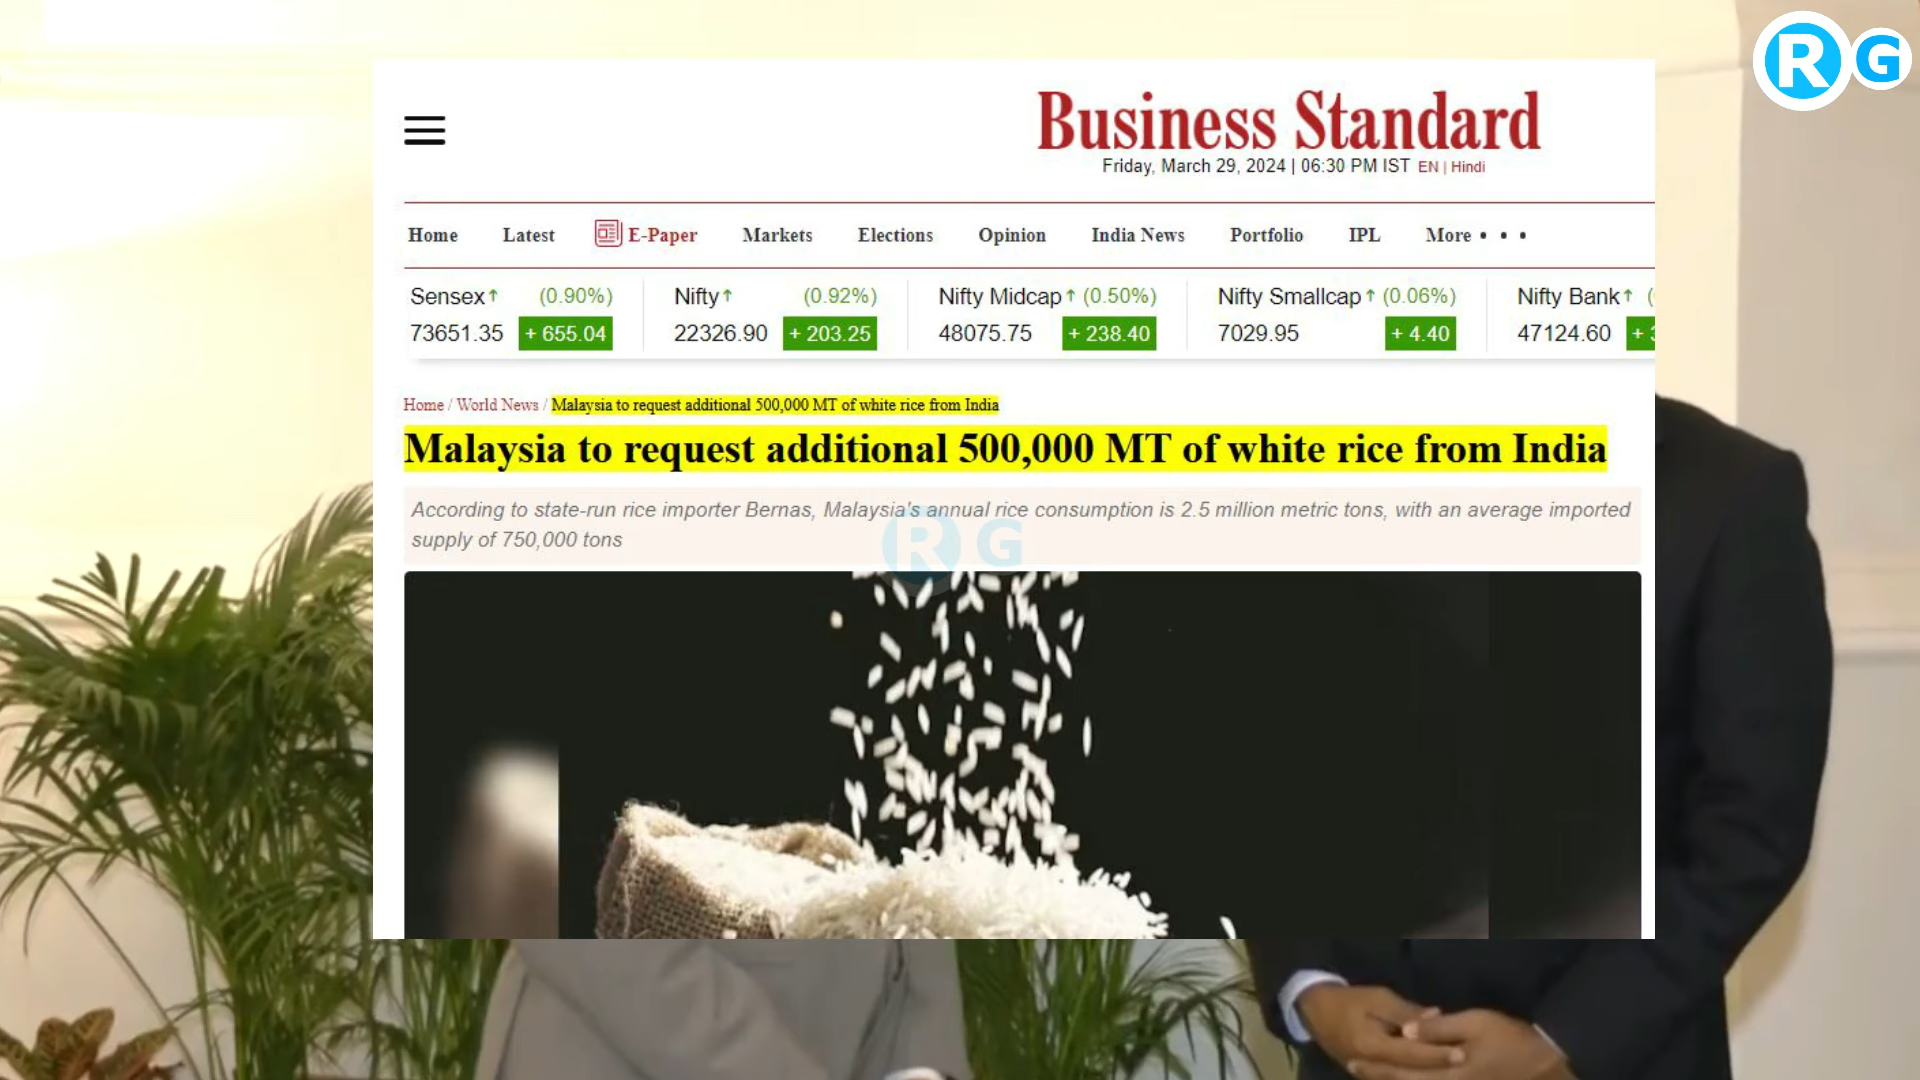 R G
Business Standard
Friday, March 29, 2024 | 06:30 PM IST EN | Hindi
Home Latest E-Paper Markets Elections Opinion India News Portfolio IPL More • • •
Sensex↑ (0.90%) Nifty↑ (0.92%) Nifty Midcap↑ (0.50%) Nifty Smallcap↑ (0.06%) Nifty Bank↑ (
73651.35 + 655.04 22326.90 + 203.25 48075.75 + 238.40 7029.95 + 4.40 47124.60 +
Home / World News / Malaysia to request additional 500,000 MT of white rice from India
Malaysia to request additional 500,000 MT of white rice from India
According to state-run rice importer Bernas, Malaysia's annual rice consumption is 2.5 million metric tons, with an average imported
supply of 750,000 tons
R G